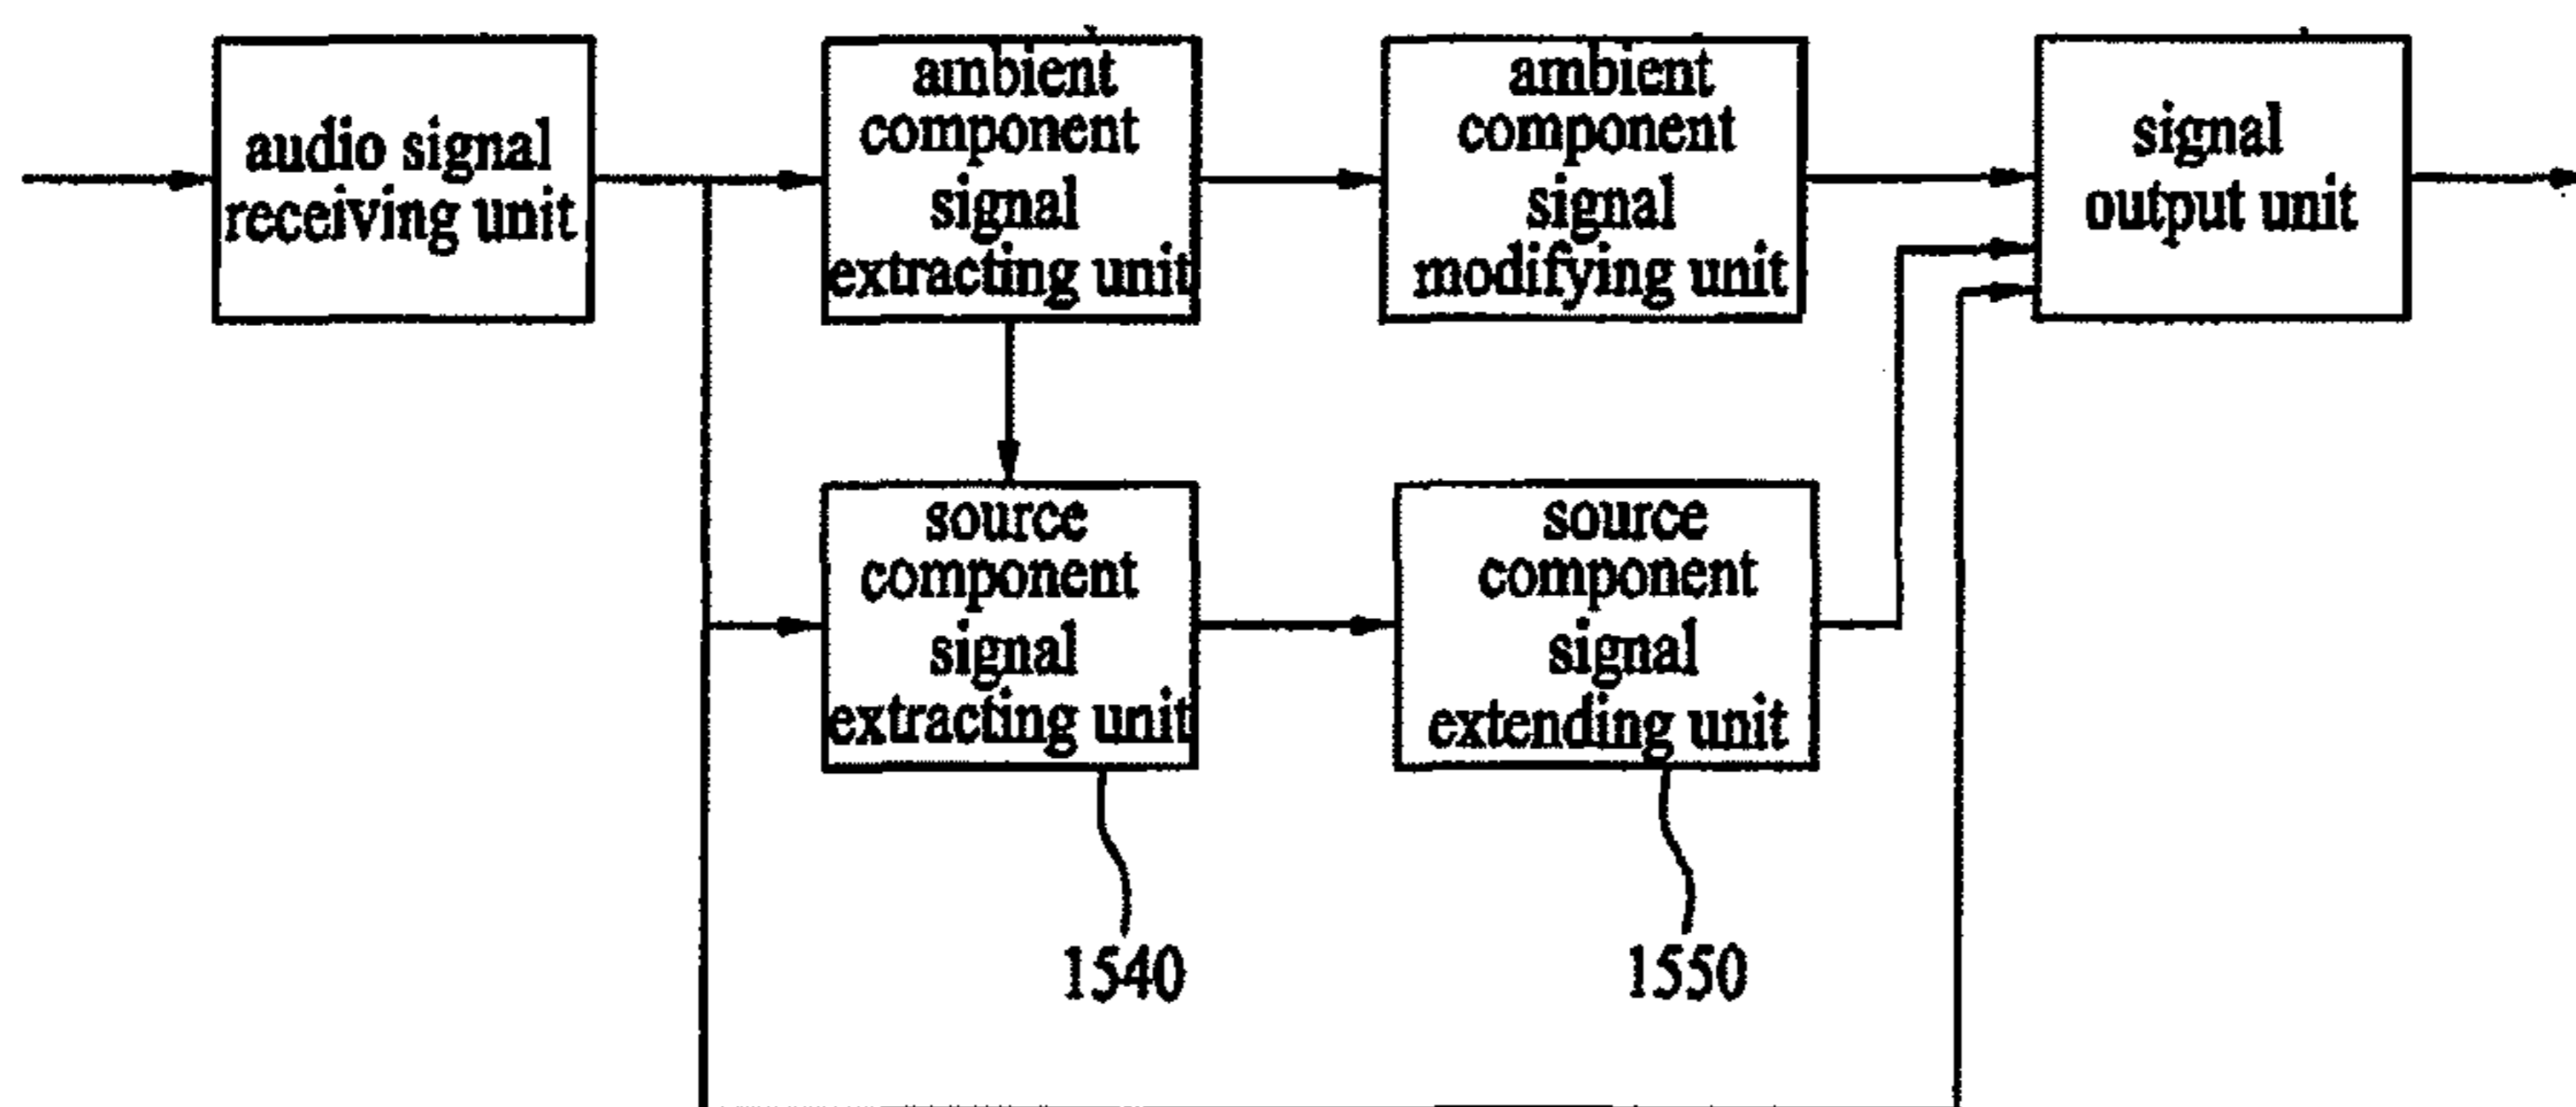 audio signal
receiving unit
ambient
component
signal
extracting unit
ambient
component
signal
modifying unit
signal
output unit
source
component
signal
extracting unit
source
component
signal
extending unit
1540
1550